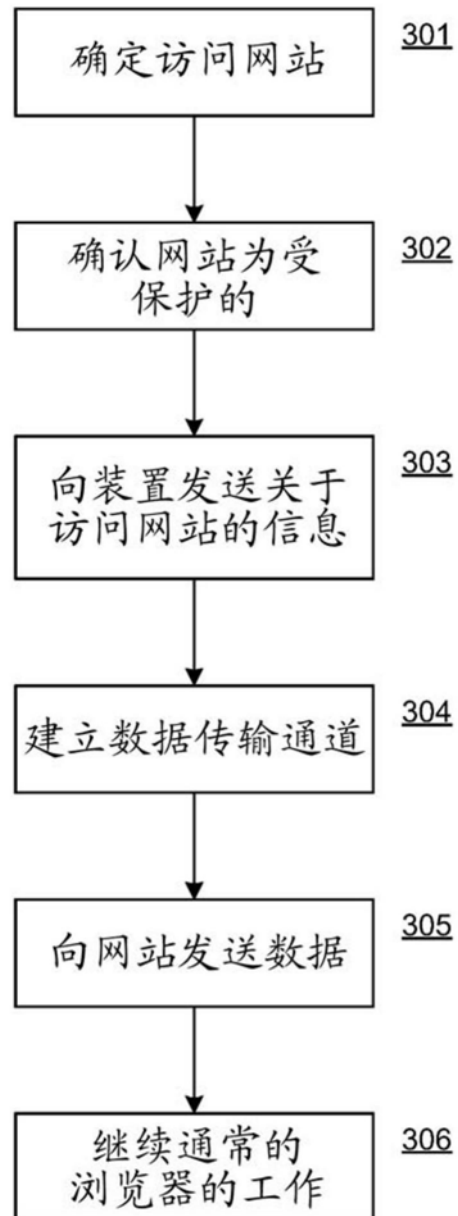 确定访问网站
301
确认网站为受
保护的
302
向装置发送关于
访问网站的信息
303
建立数据传输通道
304
向网站发送数据
305
继续通常的
浏览器的工作
306